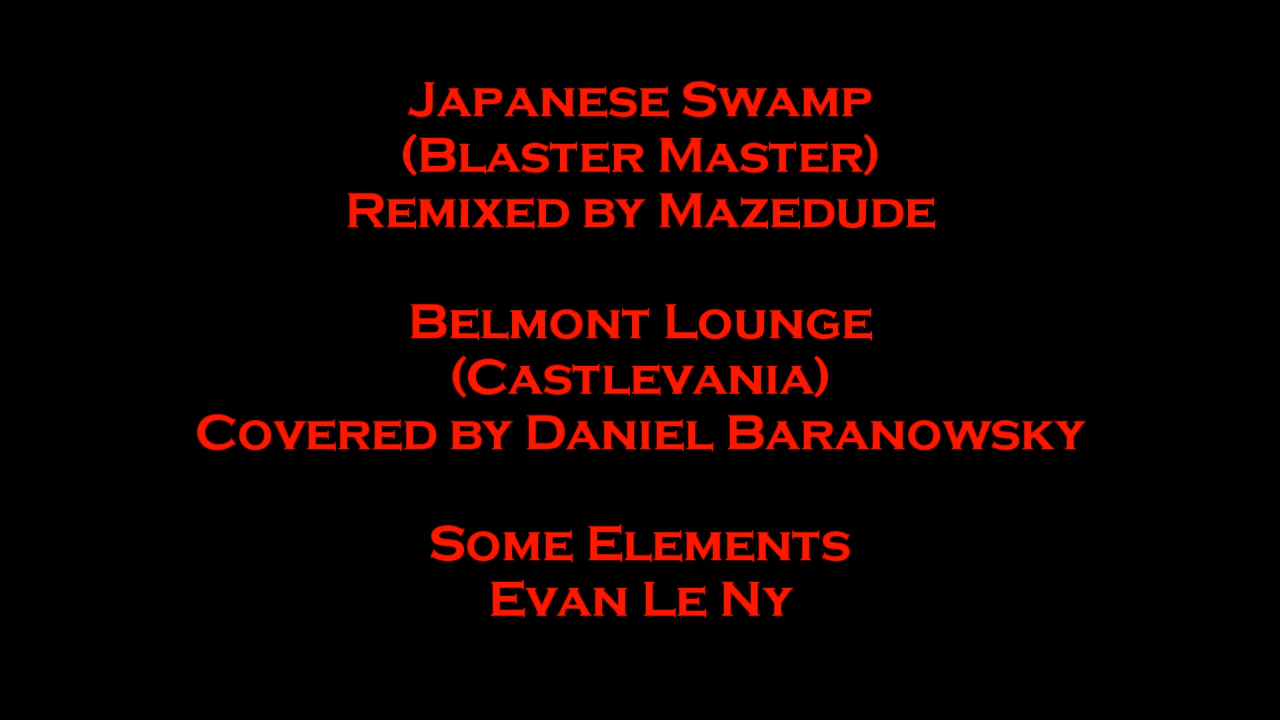 Japanese Swamp
(Blaster Master)
Remixed by Mazedude
Belmont Lounge
(Castlevania)
Covered by Daniel Baranowsky
Some Elements
Evan Le Ny